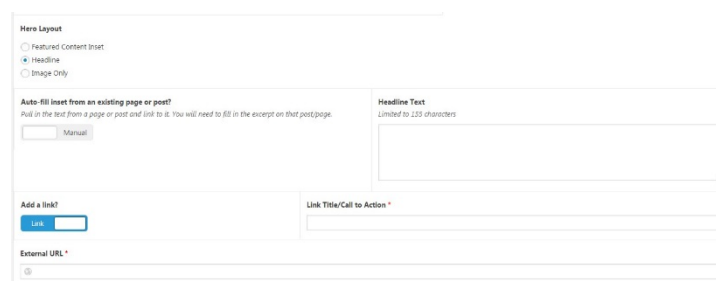 Hero Layout
Featured Content Inset
Headline
Image Only
Auto-fill inset from an existing page or post?
Pull in the text from a page or post and link to it. You will need to fill in the excerpt on that post/page.
Manual
Headline Text
Limited to 155 characters
Add a link?
Link
Link Title/Call to Action *
External URL *